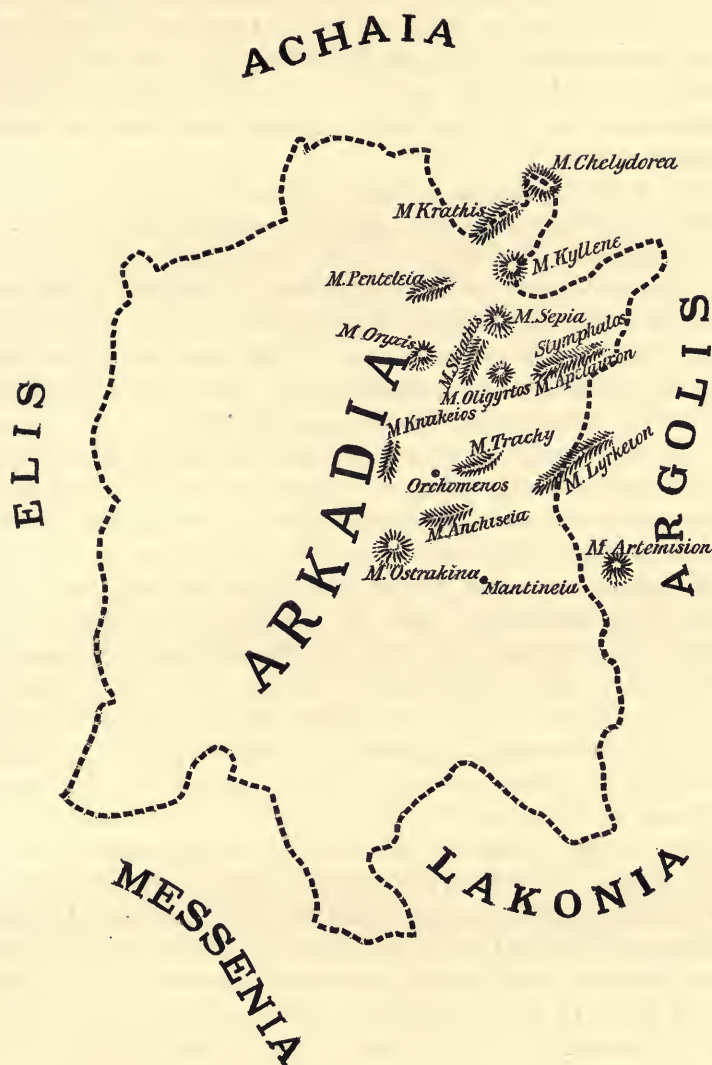 ACHAIA
M. Chelydorea
M Krathis
M. Kyllene
M. Penteleia
M. Sepia
Stymphalos
M. Oryxis
M. Skiathis
M. Oligyrtos
M. Apelauron
ARGOLIS
ELIS
ARKADIA
M Knakeios
M. Trachy
M. Lyrkeion
Orchomenos
M. Anchiseia
M. Artemision
M. Ostrakina
Mantineia
LAKONIA
MESSENIA